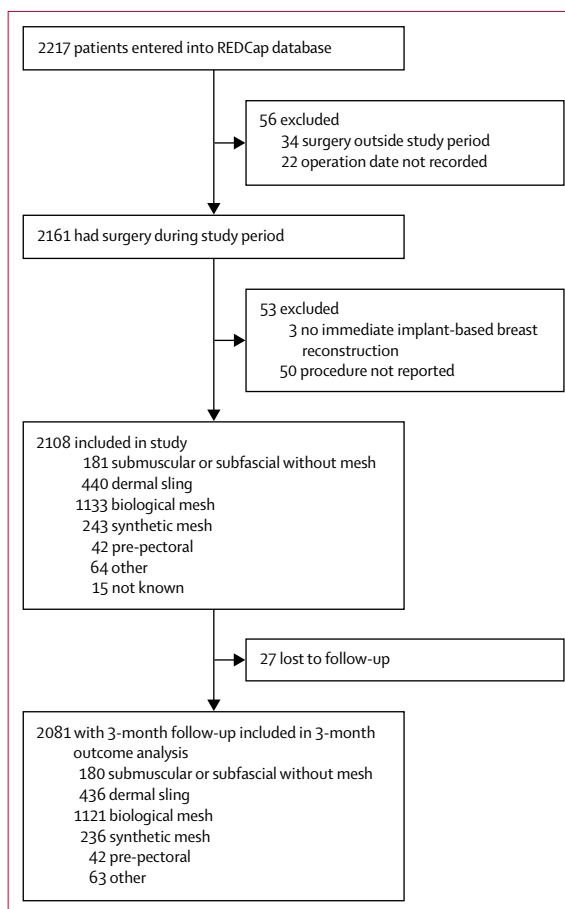 2217 patients entered into REDCap database
56 excluded
34 surgery outside study period
22 operation date not recorded
2161 had surgery during study period
53 excluded
3 no immediate implant-based breast
reconstruction
50 procedure not reported
2108 included in study
181 submuscular or subfascial without mesh
440 dermal sling
1133 biological mesh
243 synthetic mesh
42 pre-pectoral
64 other
15 not known
27 lost to follow-up
2081 with 3-month follow-up included in 3-month
outcome analysis
180 submuscular or subfascial without mesh
436 dermal sling
1121 biological mesh
236 synthetic mesh
42 pre-pectoral
63 other